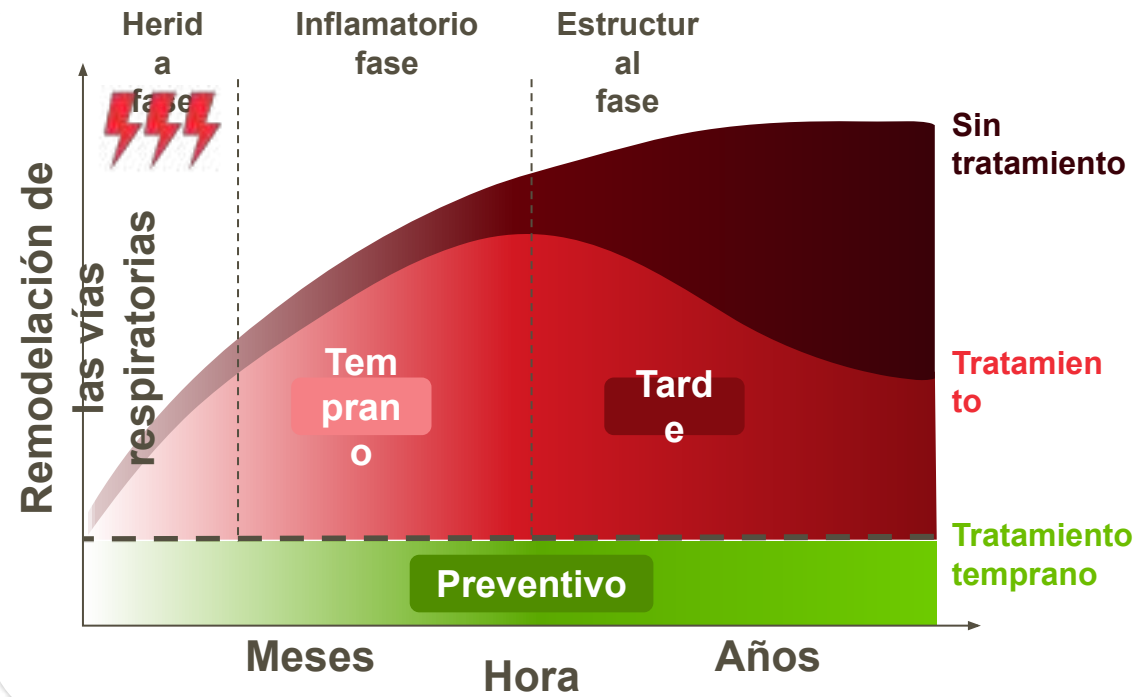 Herid
a
fase
Inflamatorio
fase
Estructur
al
fase
Remodelación de
las vías
respiratorias
Sin
tratamiento
Tem
pran
o
Tard
e
Tratamien
to
Tratamiento
temprano
Preventivo
Meses
Hora
Años